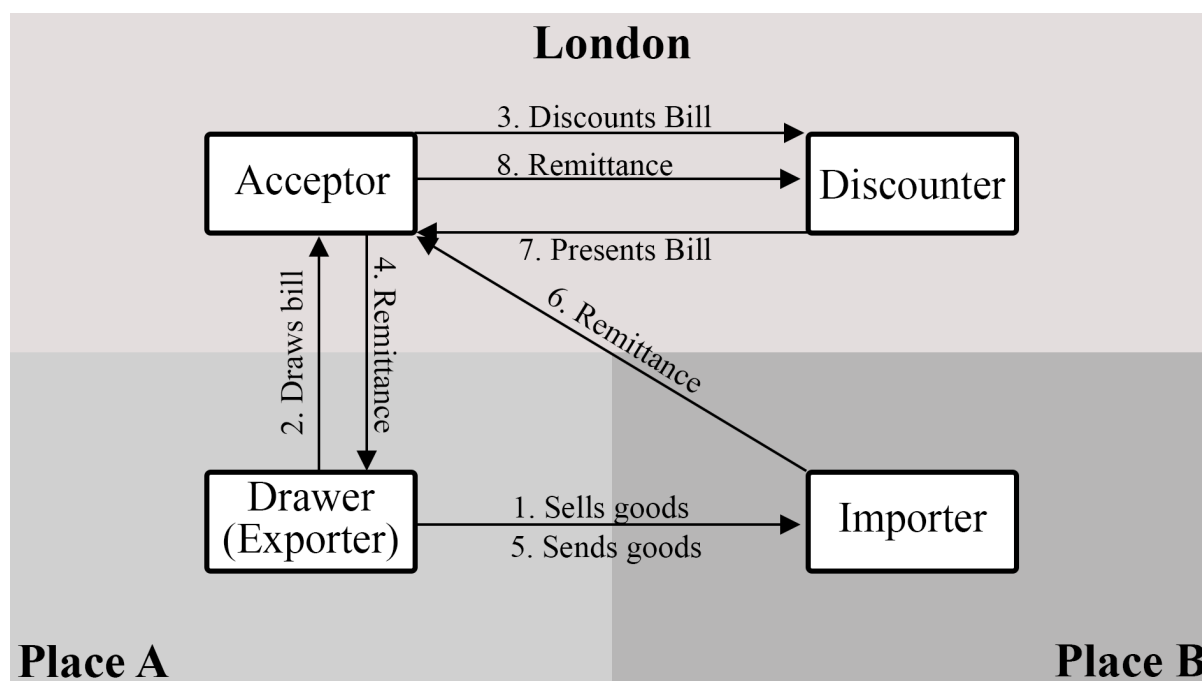 London
3. Discounts Bill
Acceptor
8. Remittance
Discounter
7. Presents Bill
2. Draws bill
4. Remittance
6. Remittance
Drawer
(Exporter)
1. Sells goods
5. Sends goods
Importer
Place A
Place B